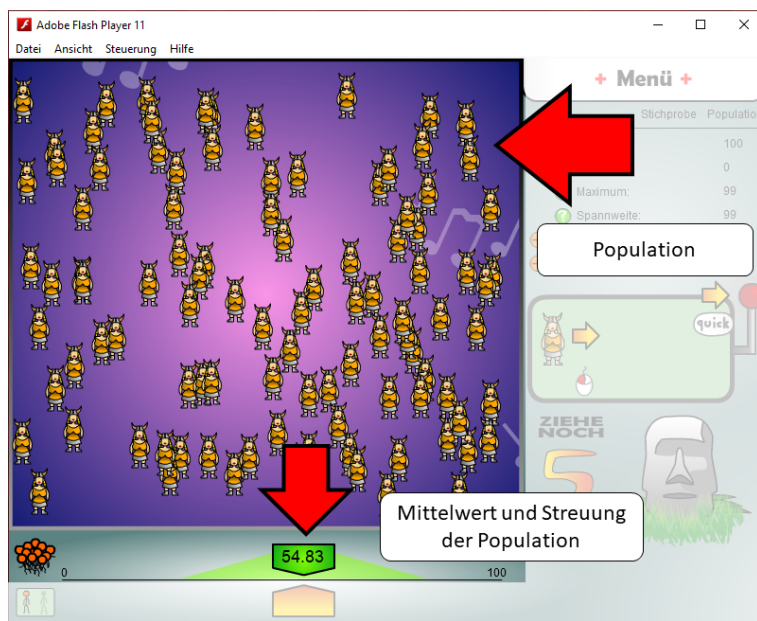 Adobe Flash Player 11
Datei Ansicht Steuerung Hilfe
+ Menü +
Stichprobe Populatio
100
0
Maximum: 99
? Spannweite: 99
Population
quick
ZIEHE
NOCH
5
Mittelwert und Streuung
der Population
54.83
0 100